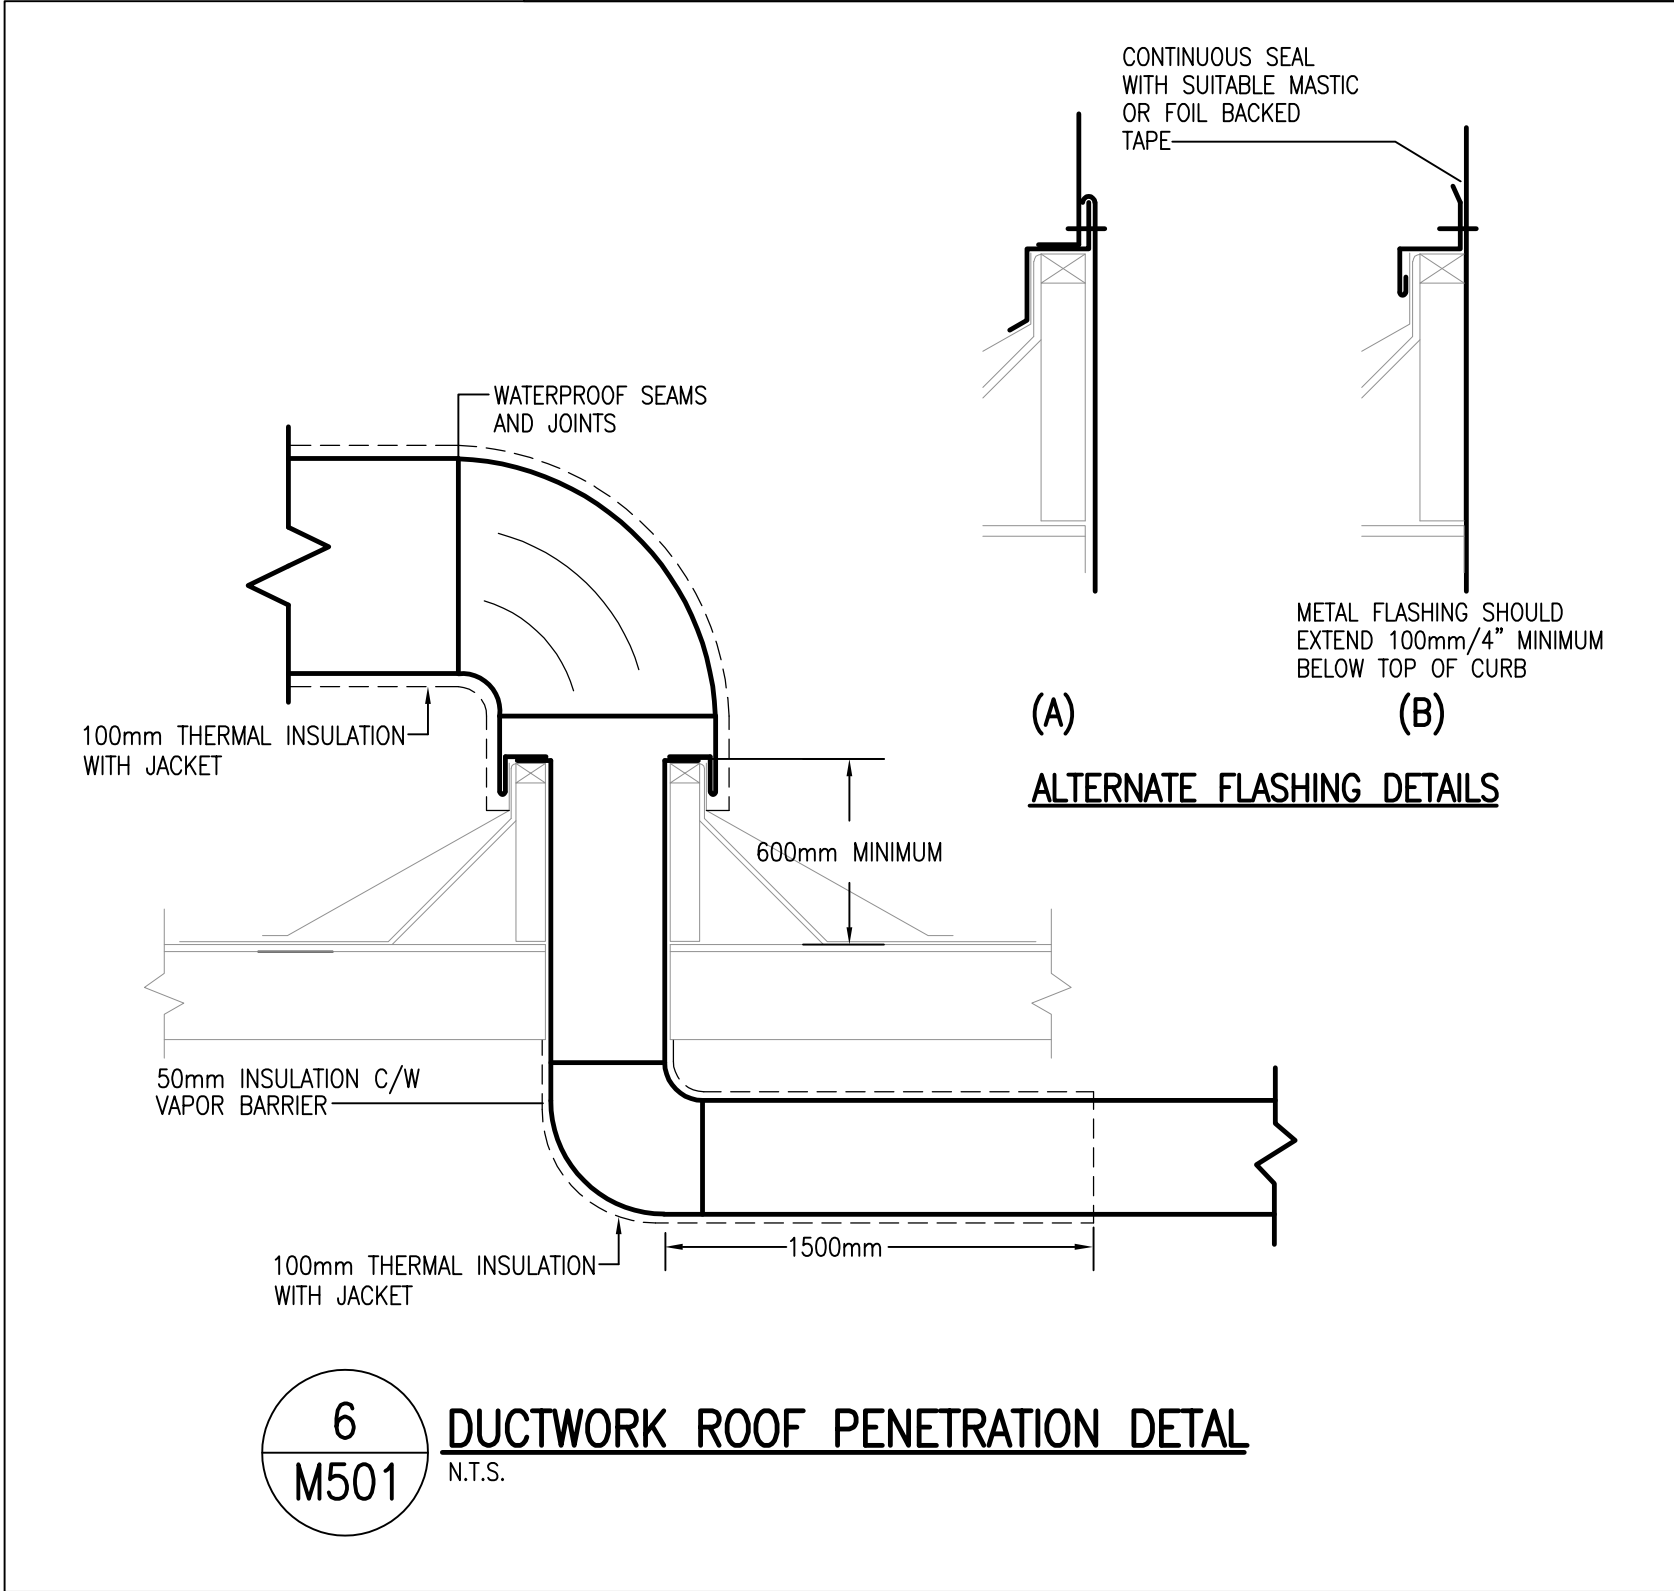 CONTINUOUS SEAL
WITH SUITABLE MASTIC
OR FOIL BACKED
TAPE
WATERPROOF SEAMS
AND JOINTS
METAL FLASHING SHOULD
EXTEND 100mm/4" MINIMUM
BELOW TOP OF CURB
(A)
(B)
ALTERNATE FLASHING DETAILS
100mm THERMAL INSULATION
WITH JACKET
600mm MINIMUM
50mm INSULATION C/W
VAPOR BARRIER
1500mm
100mm THERMAL INSULATION
WITH JACKET
6
M501
DUCTWORK ROOF PENETRATION DETAL
N.T.S.